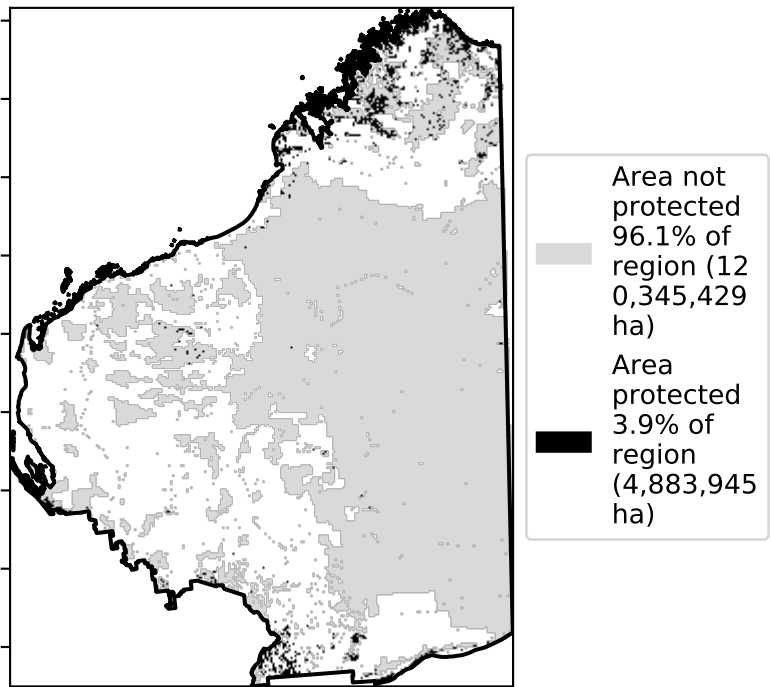 Area not
protected
96.1% of
region (12
0,345,429
ha)
Area
protected
3.9% of
region
(4,883,945
ha)